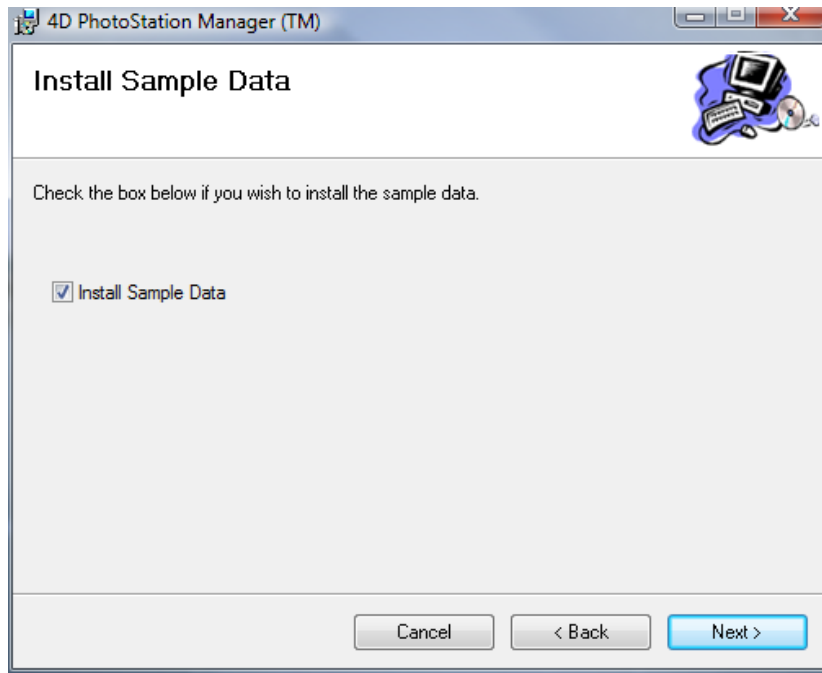 4D PhotoStation Manager (TM)
Install Sample Data
Check the box below if you wish to install the sample data.
Install Sample Data
Cancel
< Back
Next >